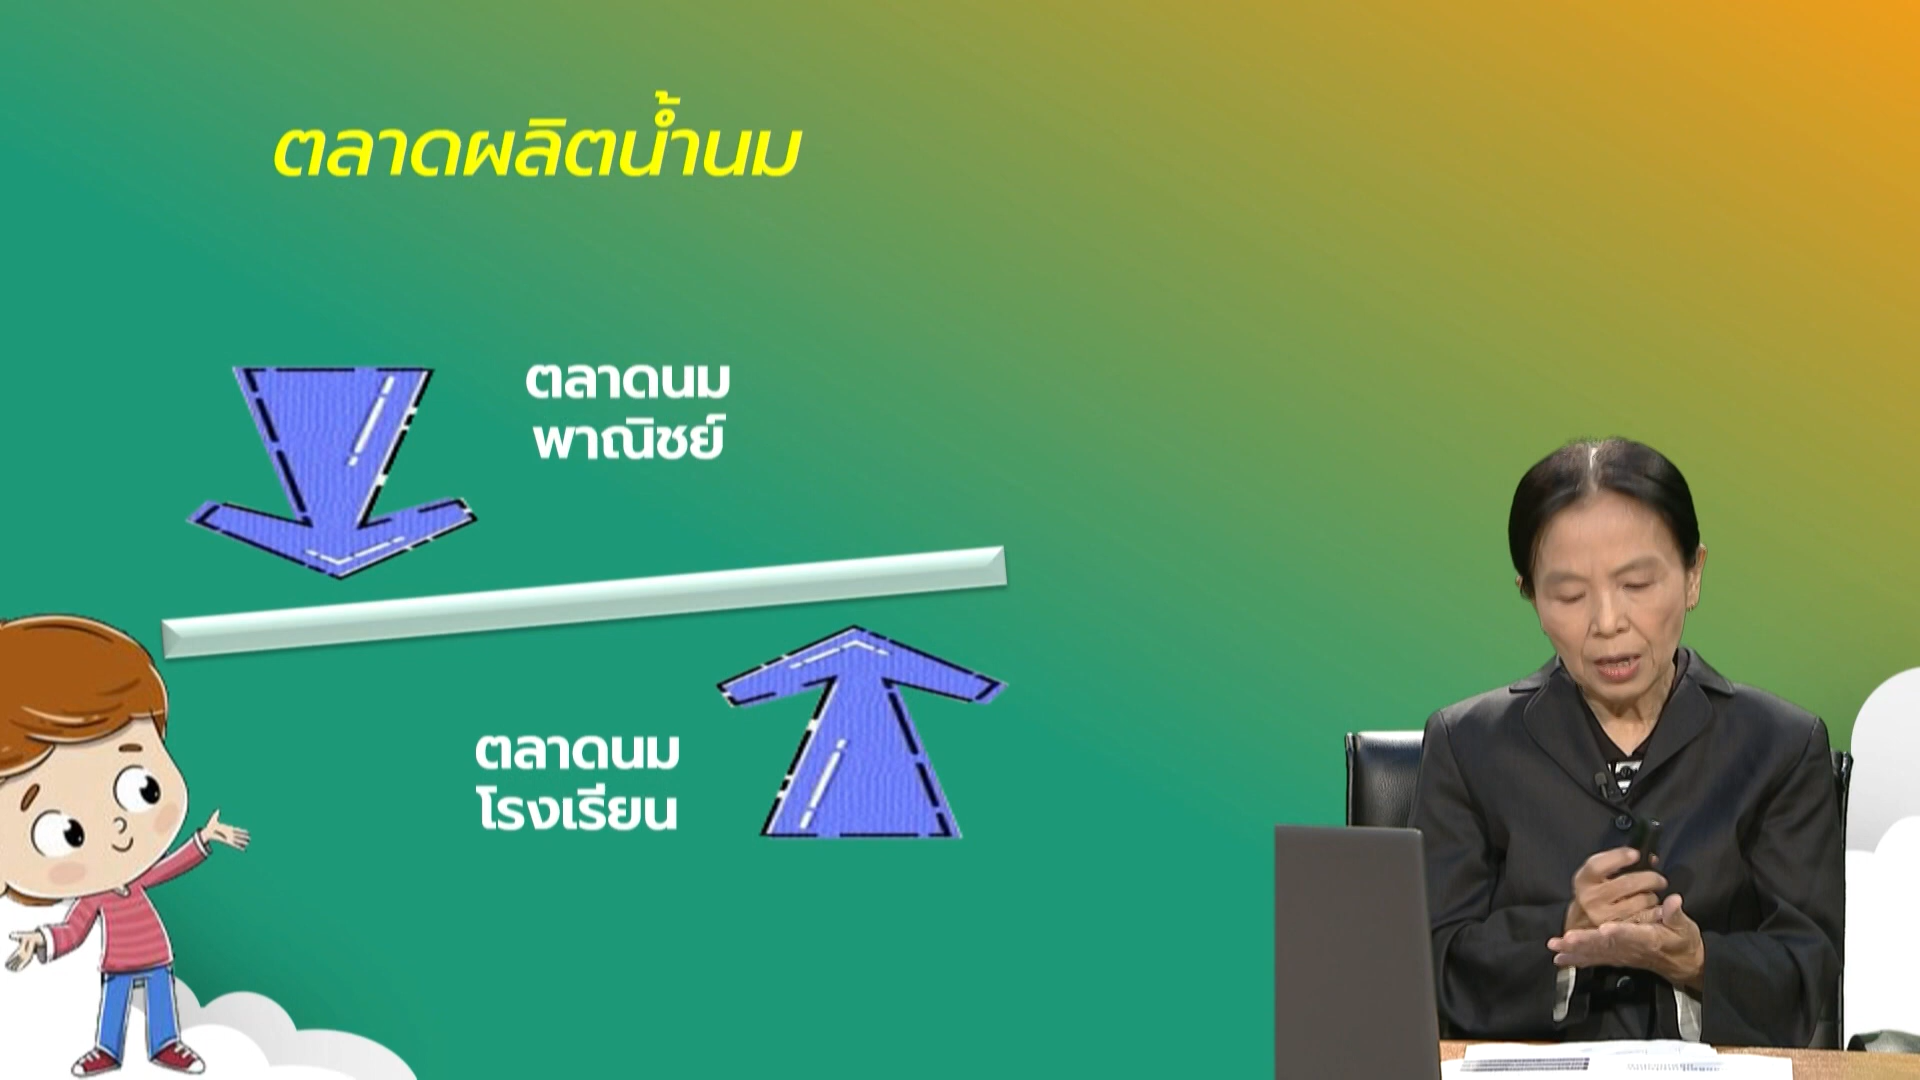 ตลาดผลิตน้ำนม
ตลาดนม
พาณิชย์
ตลาดนม
โรงเรียน